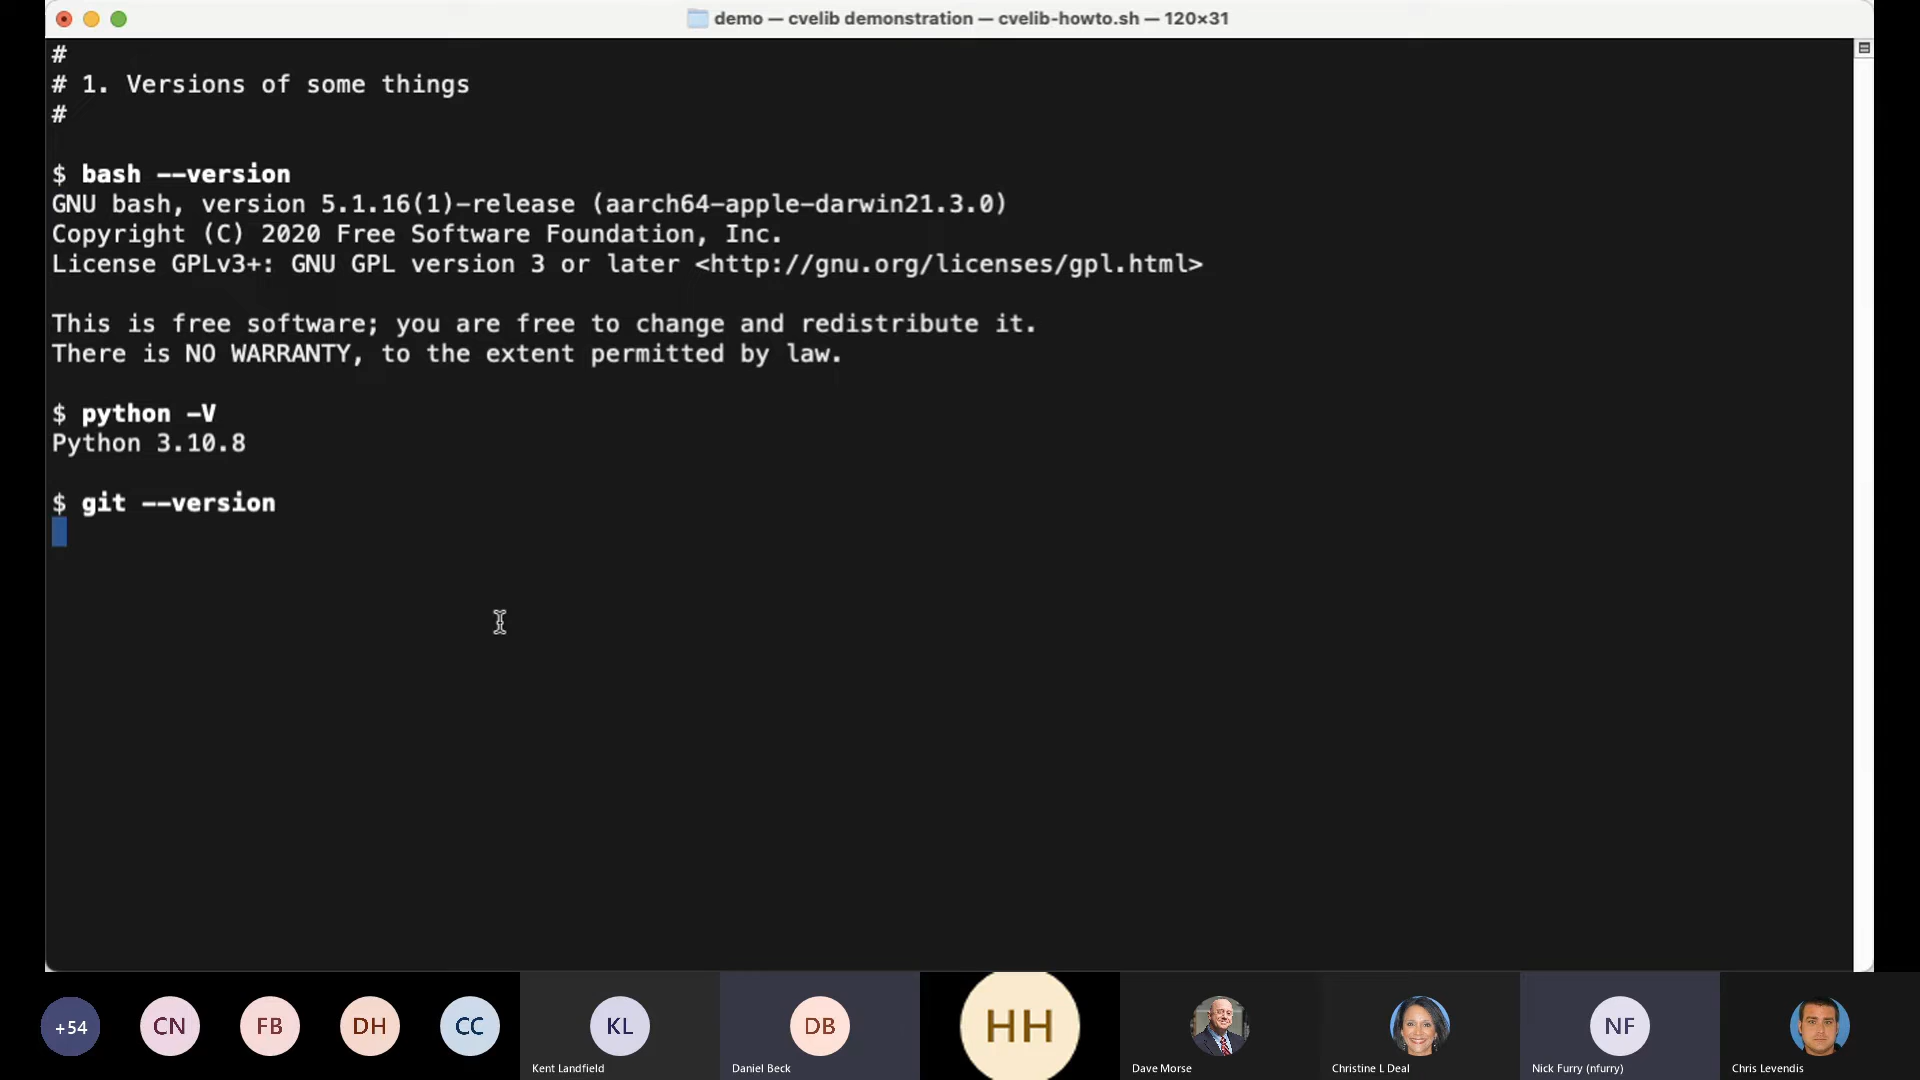 demo — cvelib demonstration — cvelib-howto.sh — 120×31
#
# 1. Versions of some things
#
$ bash --version
GNU bash, version 5.1.16(1)-release (aarch64-apple-darwin21.3.0)
Copyright (C) 2020 Free Software Foundation, Inc.
License GPLv3+: GNU GPL version 3 or later <http://gnu.org/licenses/gpl.html>
This is free software; you are free to change and redistribute it.
There is NO WARRANTY, to the extent permitted by law.
$ python -V
Python 3.10.8
$ git --version
+54 CN FB DH CC KL DB HH NF
Kent Landfield Daniel Beck Dave Morse Christine L Deal Nick Furry (nfurry) Chris Levendis